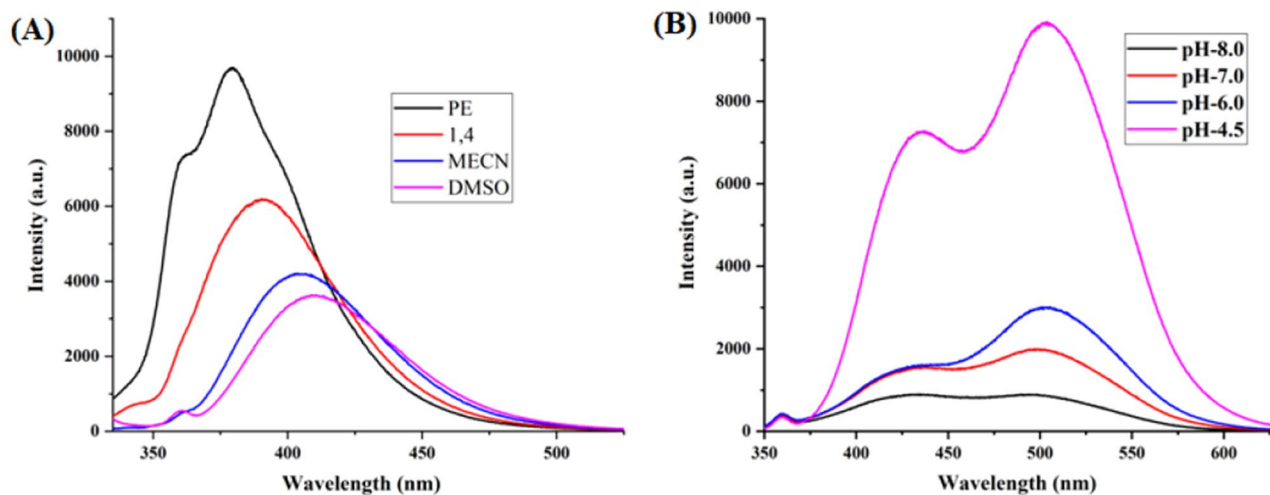 (A)
10000
8000
6000
4000
2000
0
Intensity (a.u.)
PE
1,4
MECN
DMSO
350 400 450 500
Wavelength (nm)
(B)
10000
8000
6000
4000
2000
0
Intensity (a.u.)
pH-8.0
pH-7.0
pH-6.0
pH-4.5
350 400 450 500 550 600
Wavelength (nm)